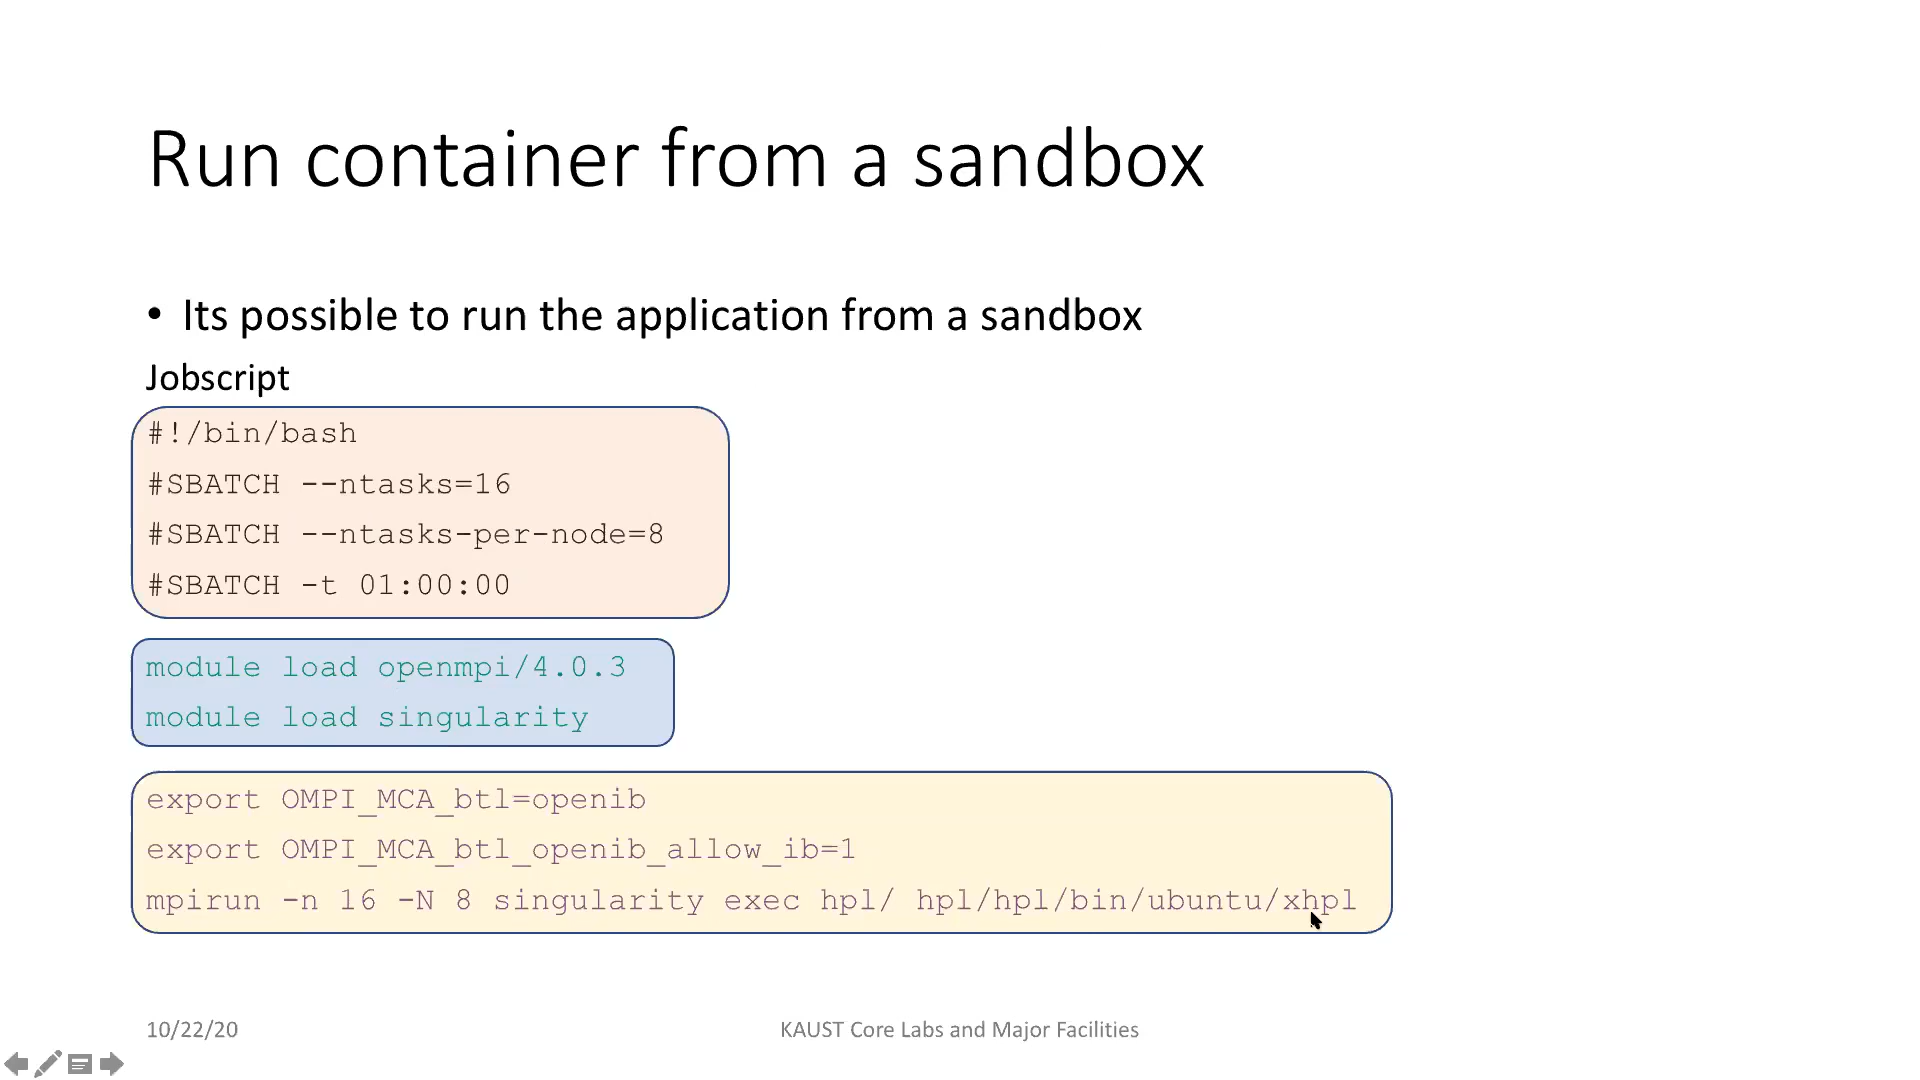 Run container from a sandbox
• Its possible to run the application from a sandbox
Jobscript
#!/bin/bash
#SBATCH --ntasks=16
#SBATCH --ntasks-per-node=8
#SBATCH -t 01:00:00
module load openmpi/4.0.3
module load singularity
export OMPI_MCA_btl=openib
export OMPI_MCA_btl_openib_allow_ib=1
mpirun -n 16 -N 8 singularity exec hpl/ hpl/hpl/bin/ubuntu/xhpl
10/22/20
KAUST Core Labs and Major Facilities